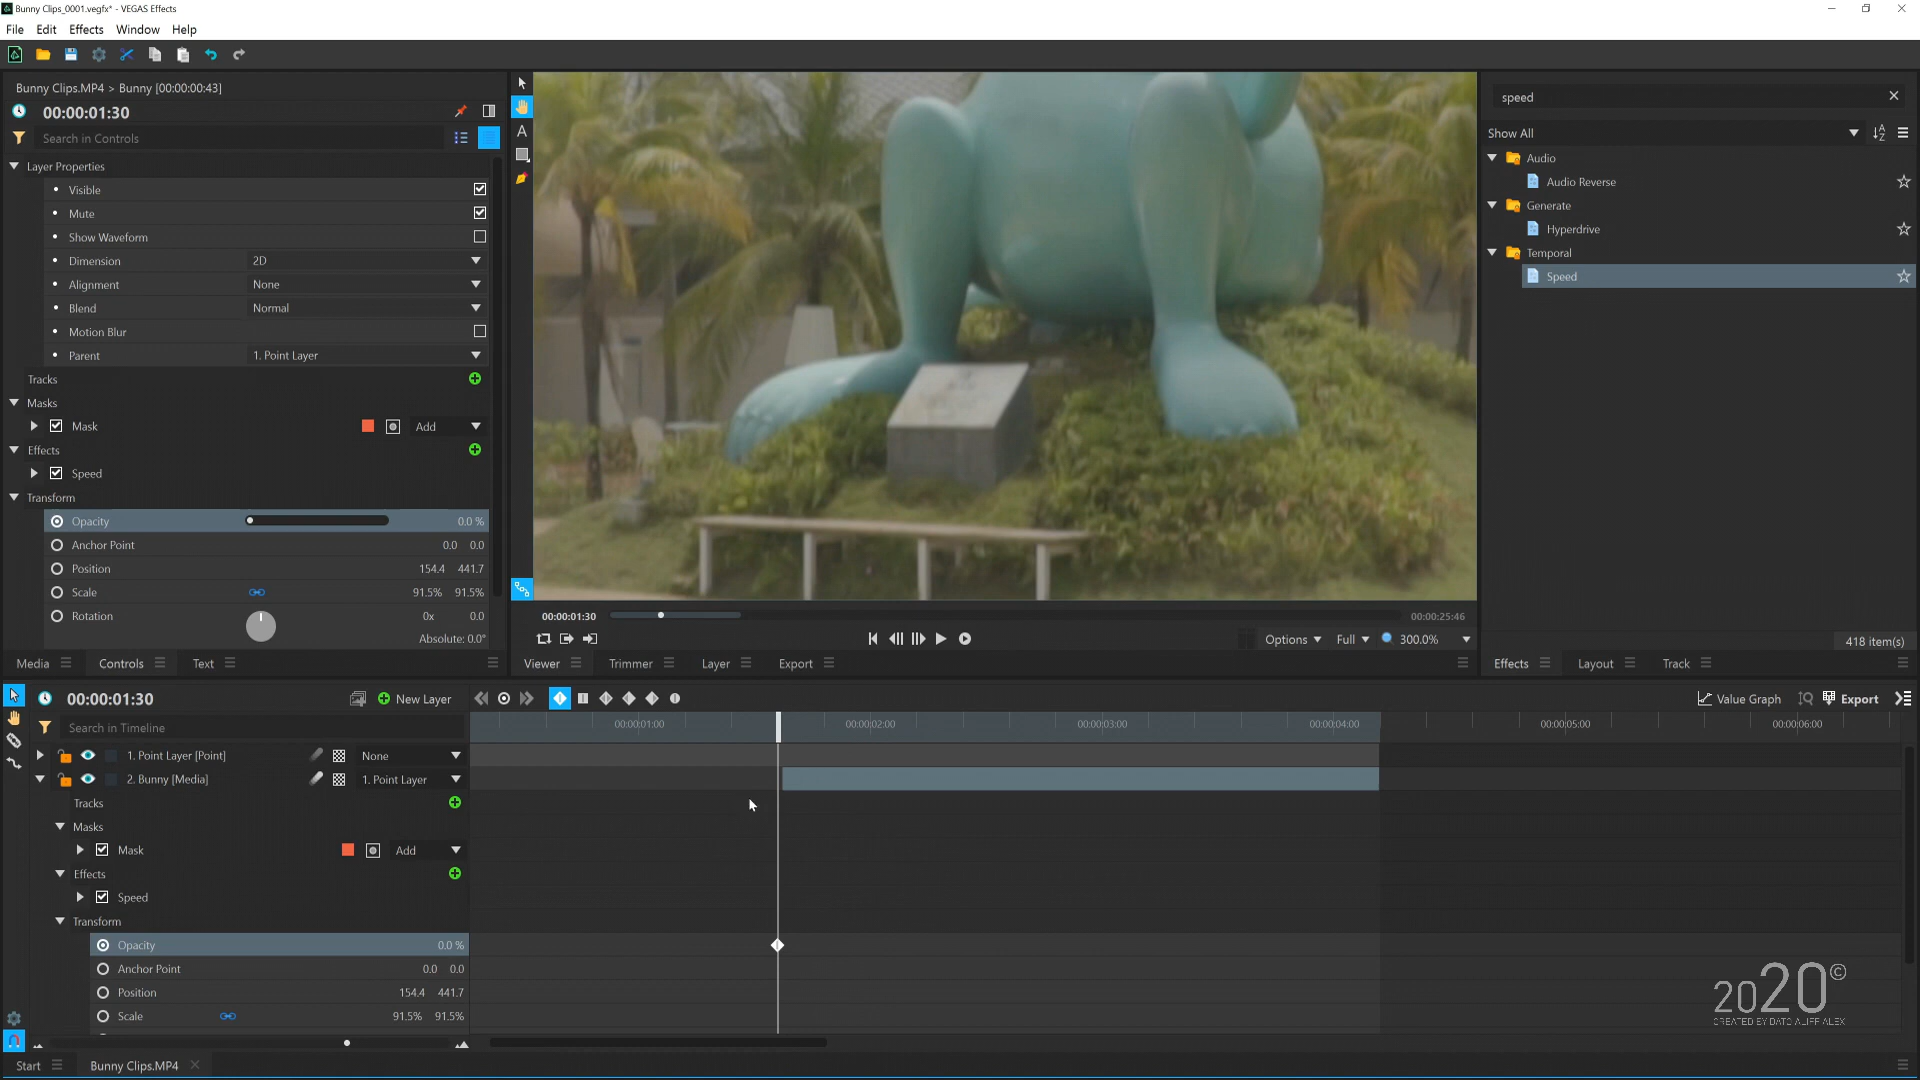 Bunny Clips_0001.vegfx* - VEGAS Effects
File Edit Effects Window Help
Bunny Clips.MP4 > Bunny [00:00:00:43]
00:00:01:30
Search in Controls
Layer Properties
Visible
Mute
Show Waveform
Dimension 2D
Alignment None
Blend Normal
Motion Blur
Parent 1. Point Layer
Tracks
Masks
Mask Add
Effects
Speed
Transform
Opacity 0.0 %
Anchor Point 0.0 0.0
Position 154.4 441.7
Scale 91.5% 91.5%
Rotation 0x 0.0
Absolute: 0.0°
Media Controls Text
A
00:00:01:30 00:00:25:46
Options Full 300.0%
Viewer Trimmer Layer Export
speed
Show All
Audio
Audio Reverse
Generate
Hyperdrive
Temporal
Speed
418 item(s)
Effects Layout Track
00:00:01:30 New Layer Value Graph Export
Search in Timeline
00:00:01:00 00:00:02:00 00:00:03:00 00:00:04:00 00:00:05:00 00:00:06:00
1. Point Layer [Point] None
2. Bunny [Media] 1. Point Layer
Tracks
Masks
Mask Add
Effects
Speed
Transform
Opacity 0.0 %
Anchor Point 0.0 0.0
Position 154.4 441.7
Scale 91.5% 91.5%
2020©
CREATED BY DATO ALIFF ALEX
Start Bunny Clips.MP4